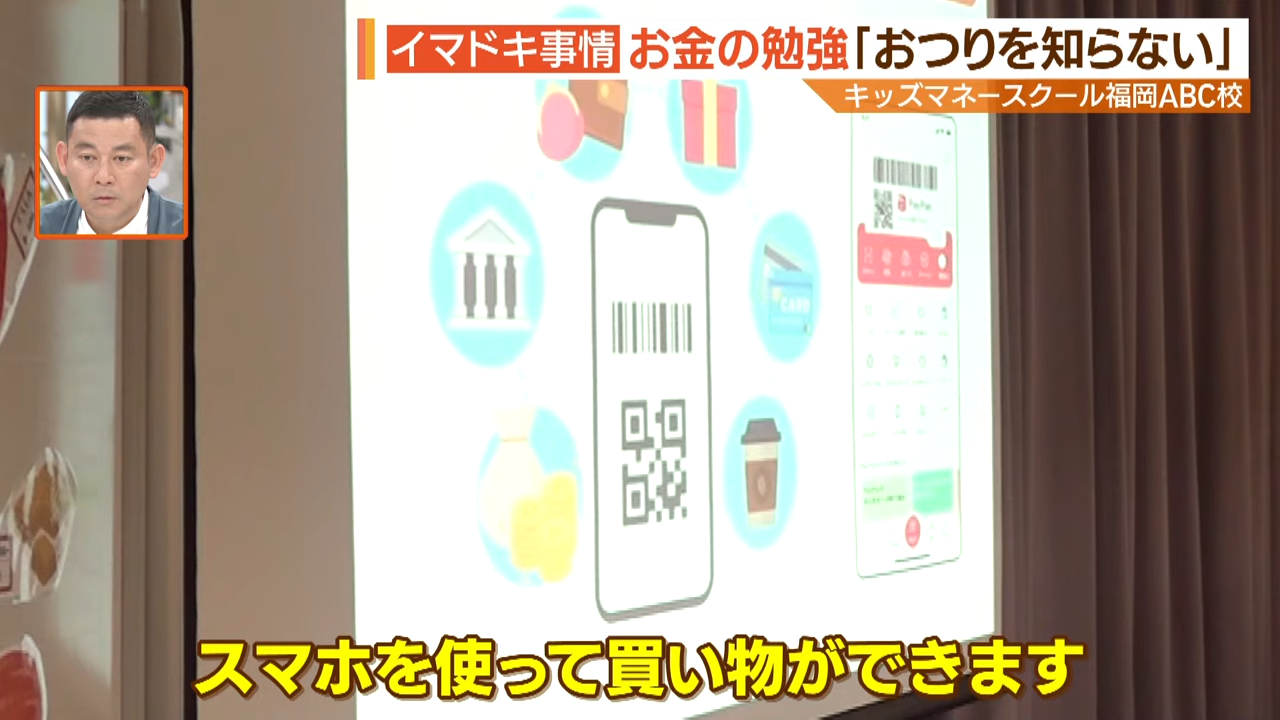 イマドキ事情 お金の勉強「おつりを知らない」
キッズマネースクール福岡ABC校
PayPay
CARD
スマホを使って買い物ができます